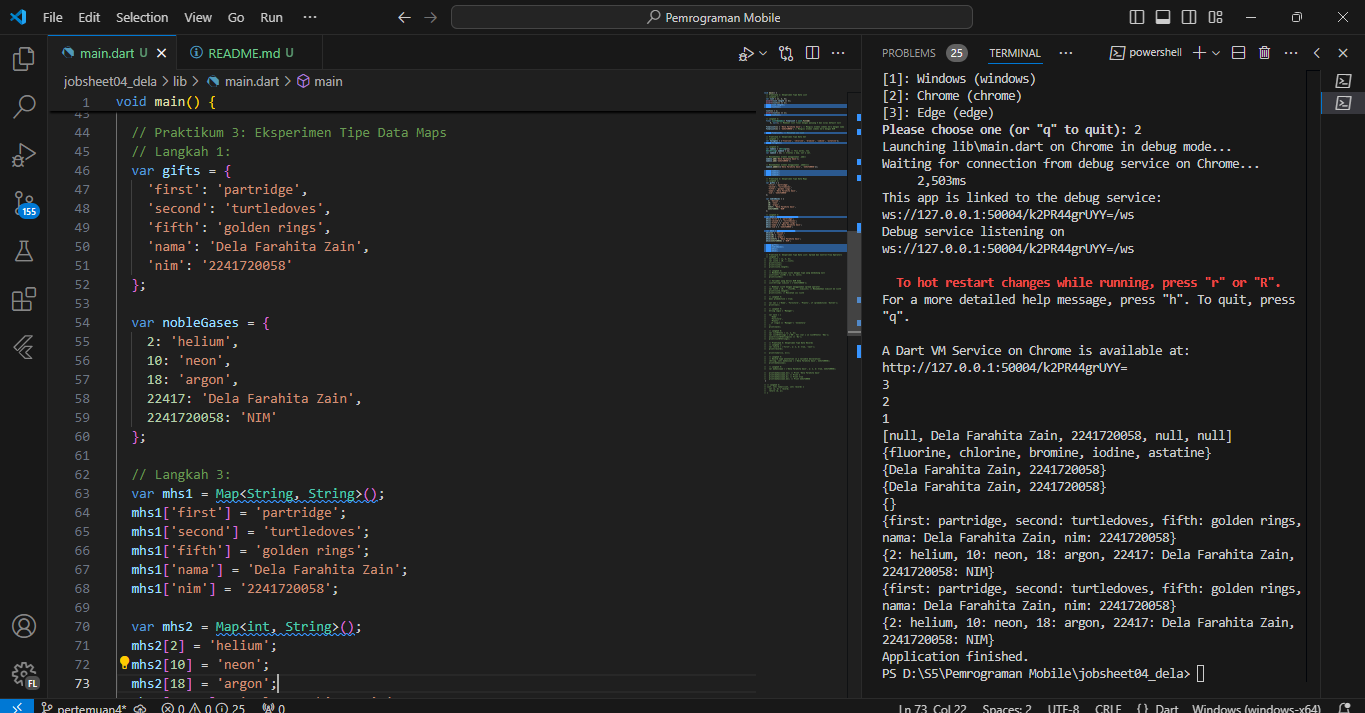 File Edit Selection View Go Run ···
Pemrograman Mobile
main.dart U
README.md U
jobsheet04_dela > lib > main.dart > main
1 void main() {
43
44 // Praktikum 3: Eksperimen Tipe Data Maps
45 // Langkah 1:
46 var gifts = {
47 'first': 'partridge',
48 'second': 'turtledoves',
49 'fifth': 'golden rings',
50 'nama': 'Dela Farahita Zain',
51 'nim': '2241720058'
52 };
53
54 var nobleGases = {
55 2: 'helium',
56 10: 'neon',
57 18: 'argon',
58 22417: 'Dela Farahita Zain',
59 2241720058: 'NIM'
60 };
61
62 // Langkah 3:
63 var mhs1 = Map<String, String>();
64 mhs1['first'] = 'partridge';
65 mhs1['second'] = 'turtledoves';
66 mhs1['fifth'] = 'golden rings';
67 mhs1['nama'] = 'Dela Farahita Zain';
68 mhs1['nim'] = '2241720058';
69
70 var mhs2 = Map<int, String>();
71 mhs2[2] = 'helium';
72 mhs2[10] = 'neon';
73 mhs2[18] = 'argon';
155
FL
PROBLEMS 25 TERMINAL ···
powershell
[1]: Windows (windows)
[2]: Chrome (chrome)
[3]: Edge (edge)
Please choose one (or "q" to quit): 2
Launching lib\main.dart on Chrome in debug mode...
Waiting for connection from debug service on Chrome...
2,503ms
This app is linked to the debug service:
ws://127.0.0.1:50004/k2PR44grUYY=/ws
Debug service listening on
ws://127.0.0.1:50004/k2PR44grUYY=/ws
To hot restart changes while running, press "r" or "R".
For a more detailed help message, press "h". To quit, press
"q".
A Dart VM Service on Chrome is available at:
http://127.0.0.1:50004/k2PR44grUYY=
3
2
1
[null, Dela Farahita Zain, 2241720058, null, null]
{fluorine, chlorine, bromine, iodine, astatine}
{Dela Farahita Zain, 2241720058}
{Dela Farahita Zain, 2241720058}
{}
{first: partridge, second: turtledoves, fifth: golden rings,
nama: Dela Farahita Zain, nim: 2241720058}
{2: helium, 10: neon, 18: argon, 22417: Dela Farahita Zain,
2241720058: NIM}
{first: partridge, second: turtledoves, fifth: golden rings,
nama: Dela Farahita Zain, nim: 2241720058}
{2: helium, 10: neon, 18: argon, 22417: Dela Farahita Zain,
2241720058: NIM}
Application finished.
PS D:\S5\Pemrograman Mobile\jobsheet04_dela>
pertemuan4* 0 0 25 0 Ln 73, Col 22 Spaces: 2 UTF-8 CRLF {} Dart Windows (windows-x64)